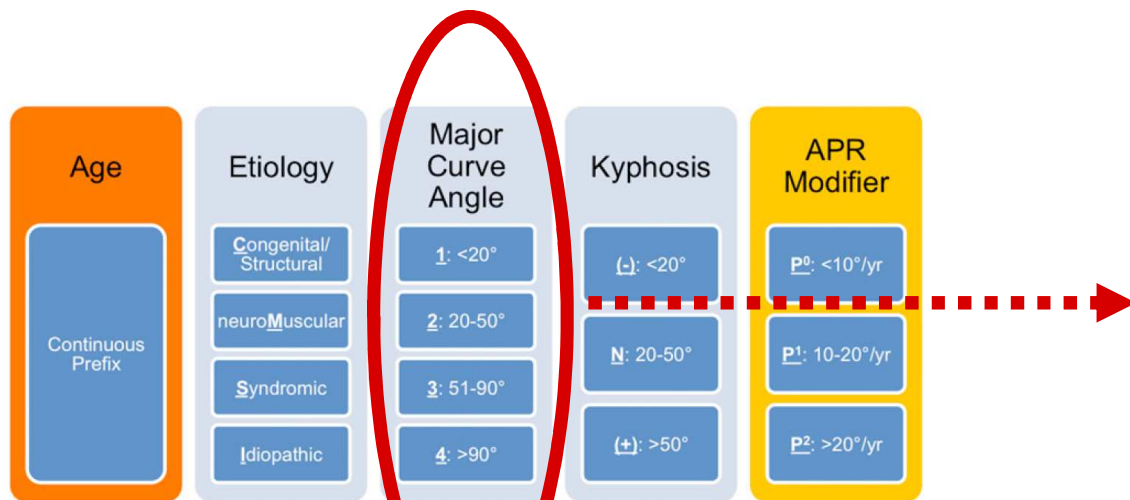 Age
Continuous
Prefix
Etiology
Congenital/
Structural
neuroMuscular
Syndromic
Idiopathic
Major
Curve
Angle
1: <20°
2: 20-50°
3: 51-90°
4: >90°
Kyphosis
(-): <20°
N: 20-50°
(+): >50°
APR
Modifier
P⁰: <10°/yr
P¹: 10-20°/yr
P²: >20°/yr